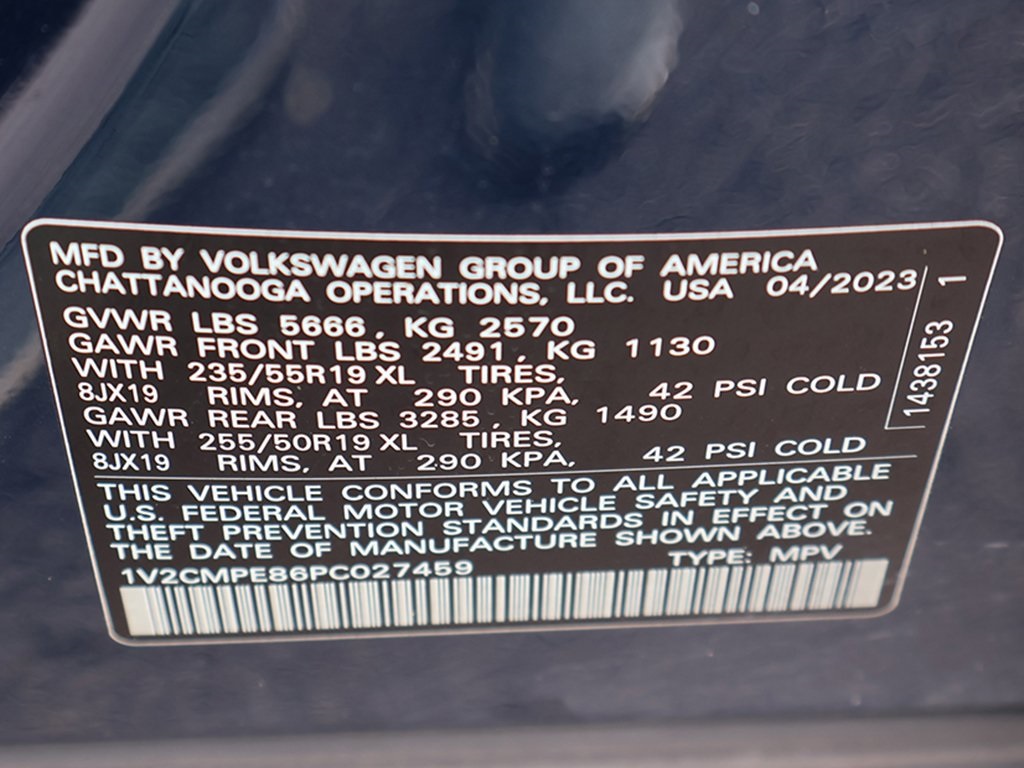 MFD BY VOLKSWAGEN GROUP OF AMERICA
CHATTANOOGA OPERATIONS, LLC. USA 04/2023
GVWR LBS 5666, KG 2570
GAWR FRONT LBS 2491, KG 1130
WITH 235/55R19 XL TIRES,
8JX19 RIMS, AT 290 KPA, 42 PSI COLD
GAWR REAR LBS 3285, KG 1490
WITH 255/50R19 XL TIRES,
8JX19 RIMS, AT 290 KPA, 42 PSI COLD
1438153 1
THIS VEHICLE CONFORMS TO ALL APPLICABLE
U.S. FEDERAL MOTOR VEHICLE SAFETY AND
THEFT PREVENTION STANDARDS IN EFFECT ON
THE DATE OF MANUFACTURE SHOWN ABOVE.
1V2CMPE86PC027459 TYPE: MPV